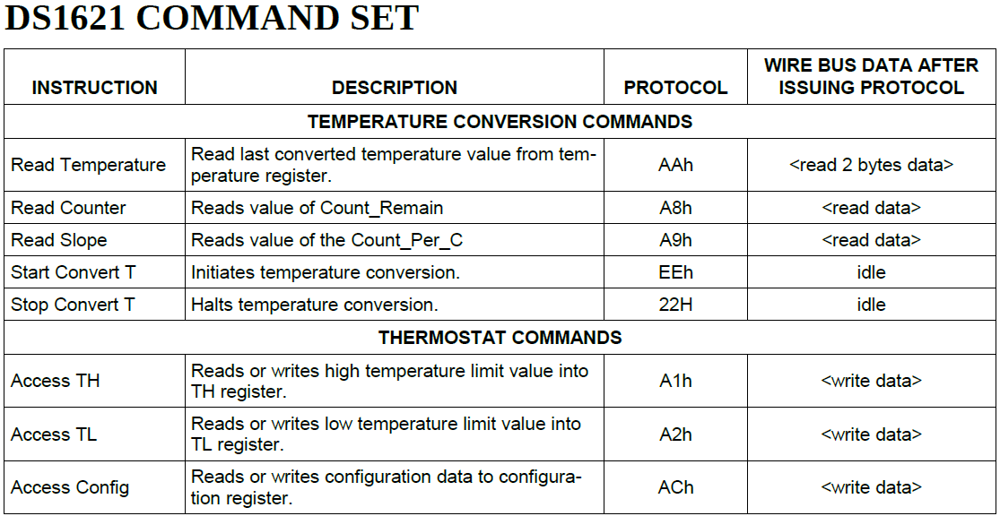 DS1621 COMMAND SET
INSTRUCTION DESCRIPTION PROTOCOL WIRE BUS DATA AFTER
ISSUING PROTOCOL
TEMPERATURE CONVERSION COMMANDS
Read Temperature Read last converted temperature value from tem-
perature register. AAh <read 2 bytes data>
Read Counter Reads value of Count_Remain A8h <read data>
Read Slope Reads value of the Count_Per_C A9h <read data>
Start Convert T Initiates temperature conversion. EEh idle
Stop Convert T Halts temperature conversion. 22H idle
THERMOSTAT COMMANDS
Access TH Reads or writes high temperature limit value into
TH register. A1h <write data>
Access TL Reads or writes low temperature limit value into
TL register. A2h <write data>
Access Config Reads or writes configuration data to configura-
tion register. ACh <write data>